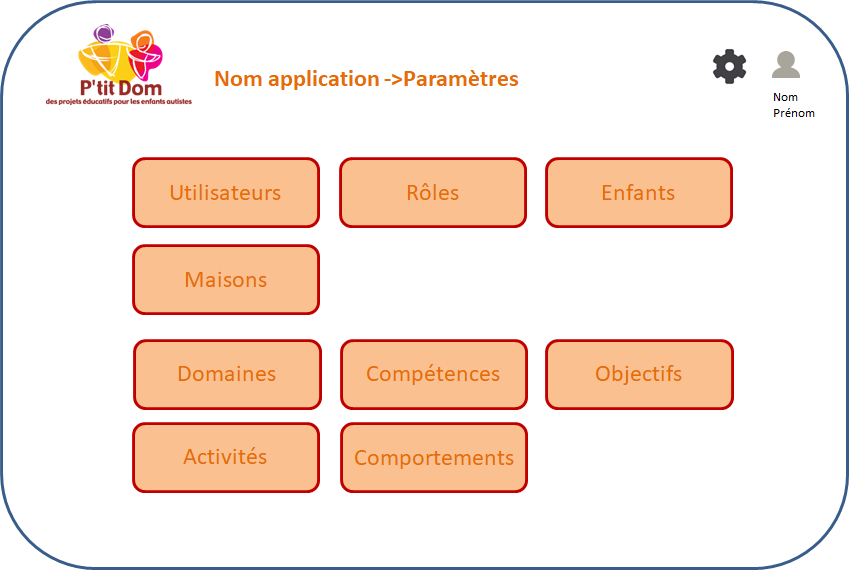 P'tit Dom
des projets éducatifs pour les enfants autistes
Nom application ->Paramètres
Nom
Prénom
Utilisateurs
Rôles
Enfants
Maisons
Domaines
Compétences
Objectifs
Activités
Comportements